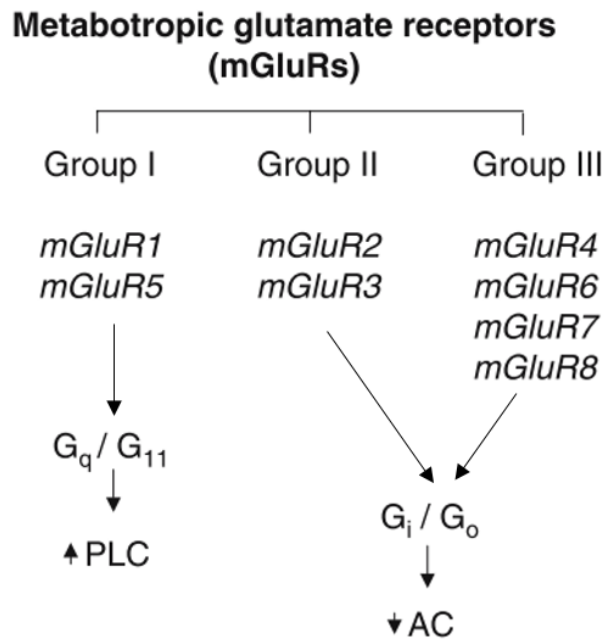 Metabotropic glutamate receptors
(mGluRs)
Group I
Group II
Group III
mGluR1
mGluR5
mGluR2
mGluR3
mGluR4
mGluR6
mGluR7
mGluR8
Gq / G11
PLC
Gi / Go
AC